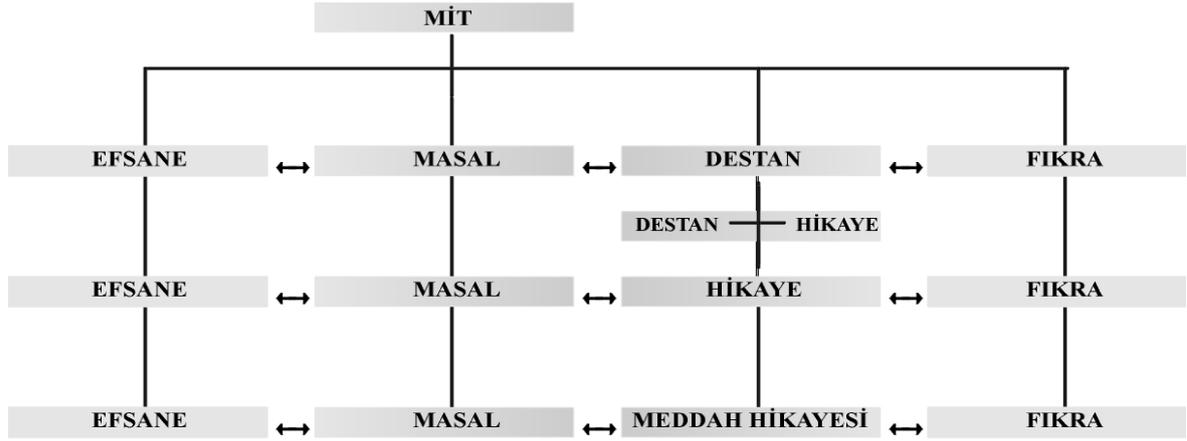 MİT
EFSANE MASAL DESTAN FIKRA
DESTAN HİKAYE
EFSANE MASAL HİKAYE FIKRA
EFSANE MASAL MEDDAH HİKAYESİ FIKRA